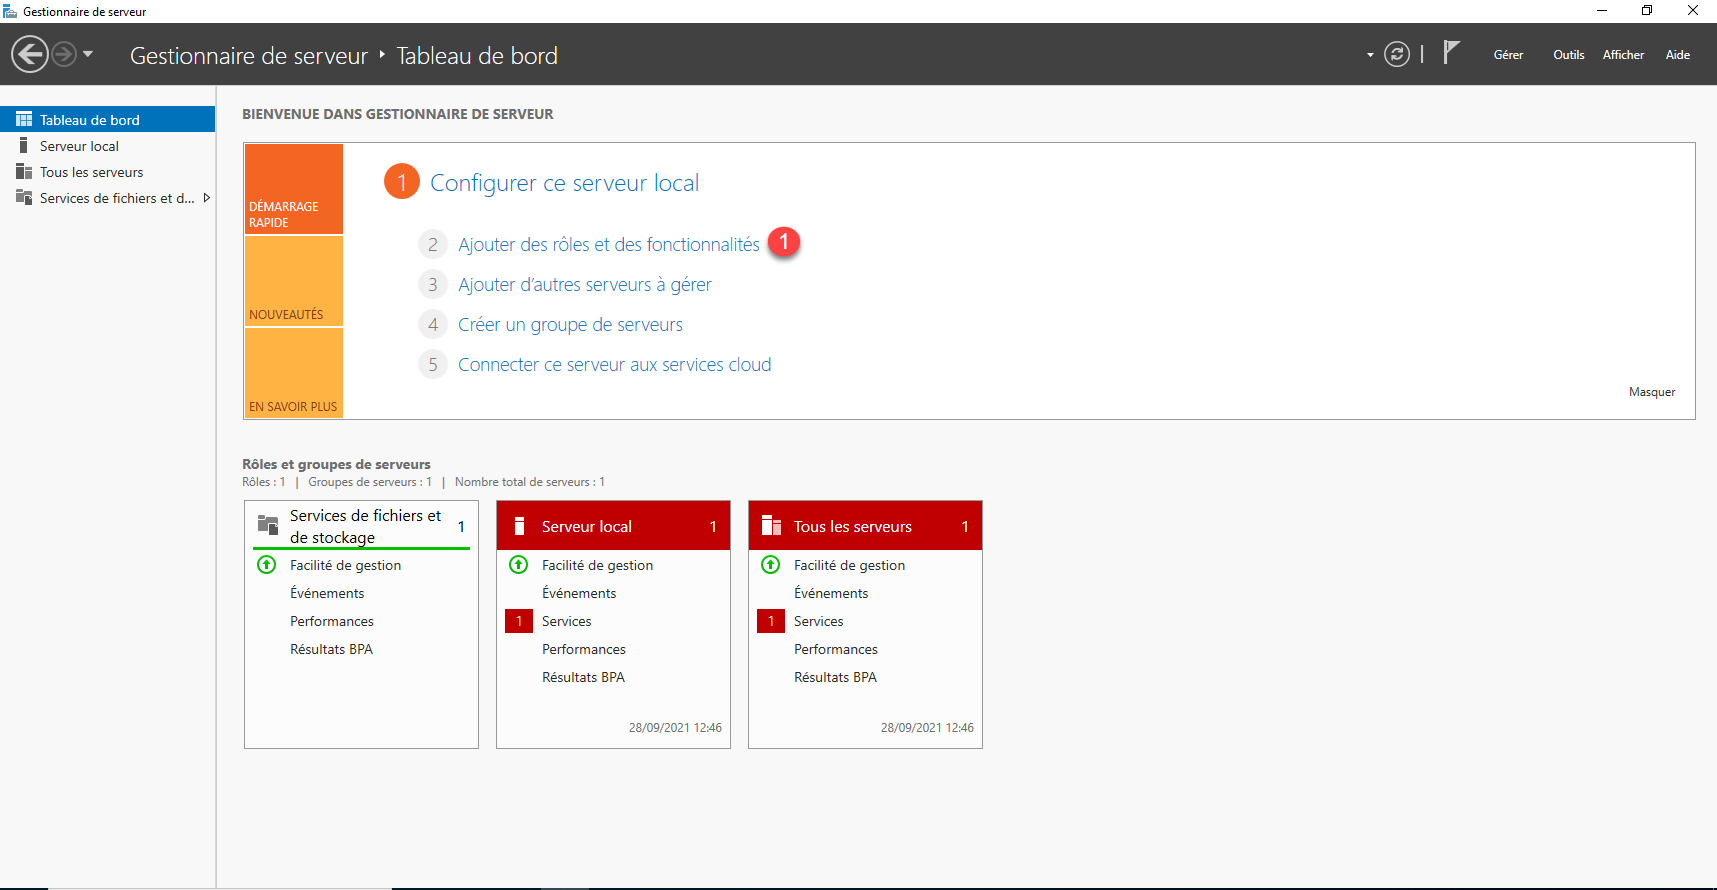 Gestionnaire de serveur
Gestionnaire de serveur ‣ Tableau de bord
Gérer Outils Afficher Aide
Tableau de bord
Serveur local
Tous les serveurs
Services de fichiers et d...
BIENVENUE DANS GESTIONNAIRE DE SERVEUR
DÉMARRAGE
RAPIDE
NOUVEAUTÉS
EN SAVOIR PLUS
1 Configurer ce serveur local
2 Ajouter des rôles et des fonctionnalités 1
3 Ajouter d’autres serveurs à gérer
4 Créer un groupe de serveurs
5 Connecter ce serveur aux services cloud
Masquer
Rôles et groupes de serveurs
Rôles : 1 | Groupes de serveurs : 1 | Nombre total de serveurs : 1
Services de fichiers et
de stockage 1
Facilité de gestion
Événements
Performances
Résultats BPA
Serveur local 1
Facilité de gestion
Événements
1 Services
Performances
Résultats BPA
28/09/2021 12:46
Tous les serveurs 1
Facilité de gestion
Événements
1 Services
Performances
Résultats BPA
28/09/2021 12:46